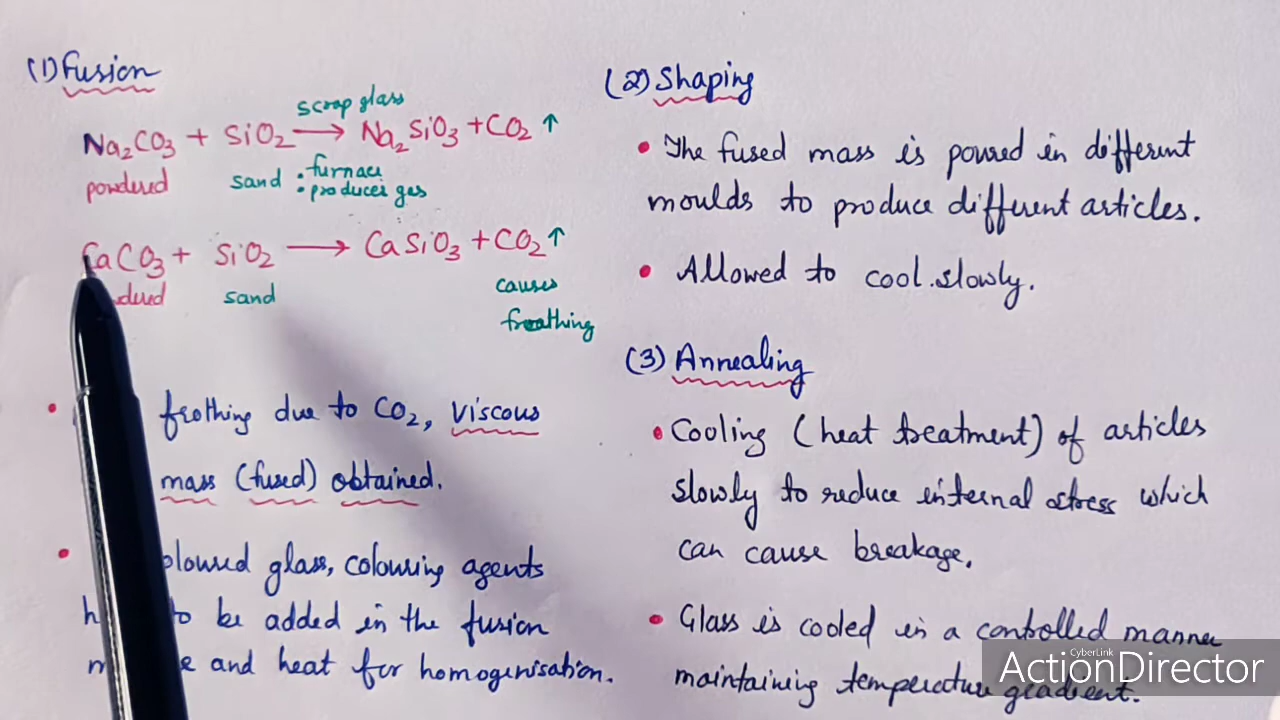 (1) Fusion
scrap glass
Na₂CO₃ + SiO₂ → Na₂SiO₃ + CO₂ ↑
powdered sand • furnace
• producer gas
CaCO₃ + SiO₂ → CaSiO₃ + CO₂ ↑
sand causes
froathing
• frothing due to CO₂, viscous
mass (fused) obtained.
• glass, colouring agents
to be added in the fusion
and heat for homogenisation.
(2) Shaping
• The fused mass is poured in different
moulds to produce different articles.
• Allowed to cool slowly.
(3) Annealing
• Cooling (heat treatment) of articles
slowly to reduce internal stress which
can cause breakage.
• Glass is cooled in a controlled manner
maintaining temperature gradient.
CyberLink
ActionDirector